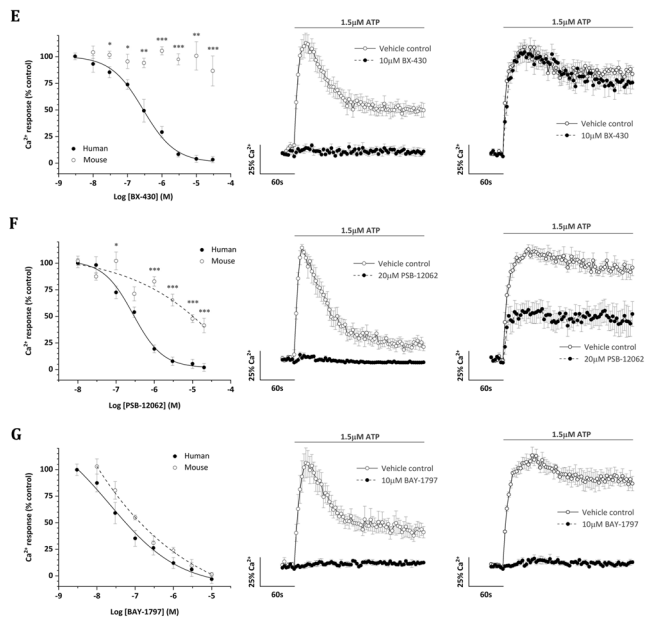 E
1.5µM ATP
1.5µM ATP
Ca²⁺ response (% control)
100
75
50
25
0
Human
Mouse
* * ** *** *** ** ***
-9 -8 -7 -6 -5 -4
Log [BX-430] (M)
Vehicle control
10µM BX-430
25% Ca²⁺
60s
Vehicle control
10µM BX-430
25% Ca²⁺
60s
F
1.5µM ATP
1.5µM ATP
Ca²⁺ response (% control)
125
100
75
50
25
0
Human
Mouse
* *** *** *** ***
-8 -7 -6 -5 -4
Log [PSB-12062] (M)
Vehicle control
20µM PSB-12062
25% Ca²⁺
60s
Vehicle control
20µM PSB-12062
25% Ca²⁺
60s
G
1.5µM ATP
1.5µM ATP
Ca²⁺ response (% control)
100
75
50
25
0
Human
Mouse
-9 -8 -7 -6 -5
Log [BAY-1797] (M)
Vehicle control
10µM BAY-1797
25% Ca²⁺
60s
Vehicle control
10µM BAY-1797
25% Ca²⁺
60s